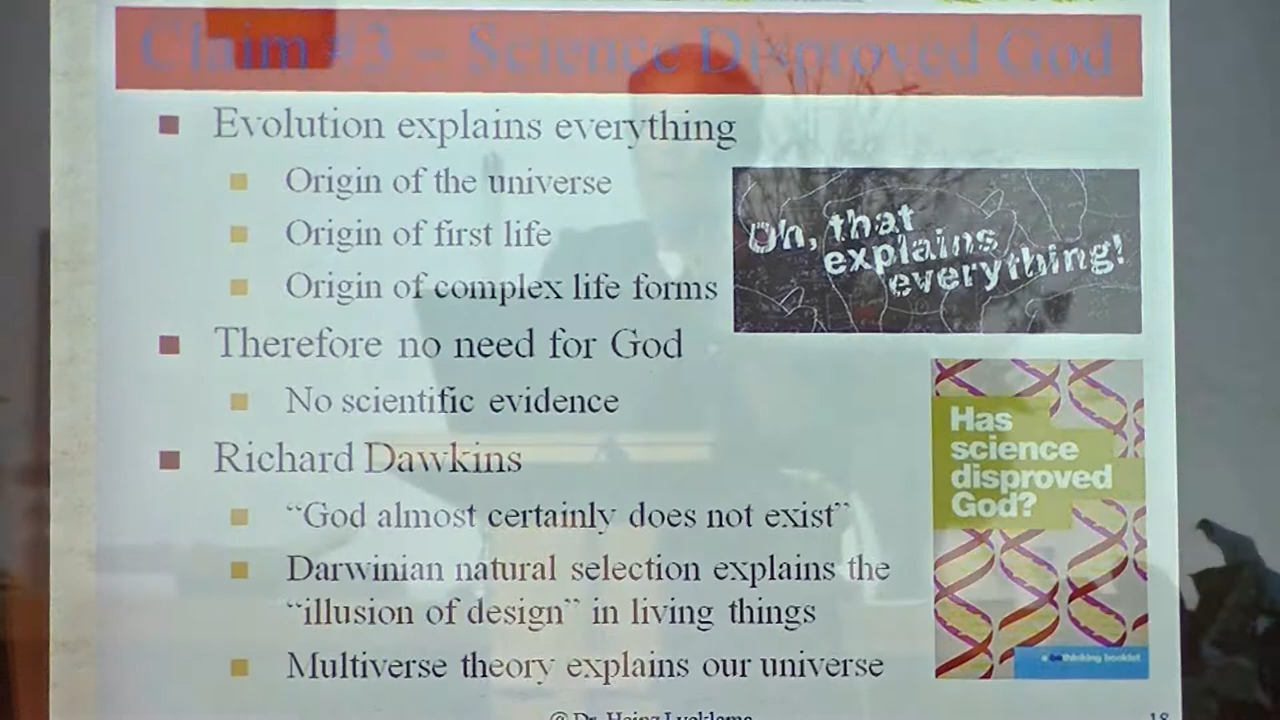 Claim #3 – Science Disproved God
Evolution explains everything
Origin of the universe
Origin of first life
Origin of complex life forms
Oh, that
explains
everything!
Therefore no need for God
No scientific evidence
Has
science
disproved
God?
Richard Dawkins
“God almost certainly does not exist”
Darwinian natural selection explains the
“illusion of design” in living things
Multiverse theory explains our universe
thinking booklet
@ Dr. Heinz Lycklama
18